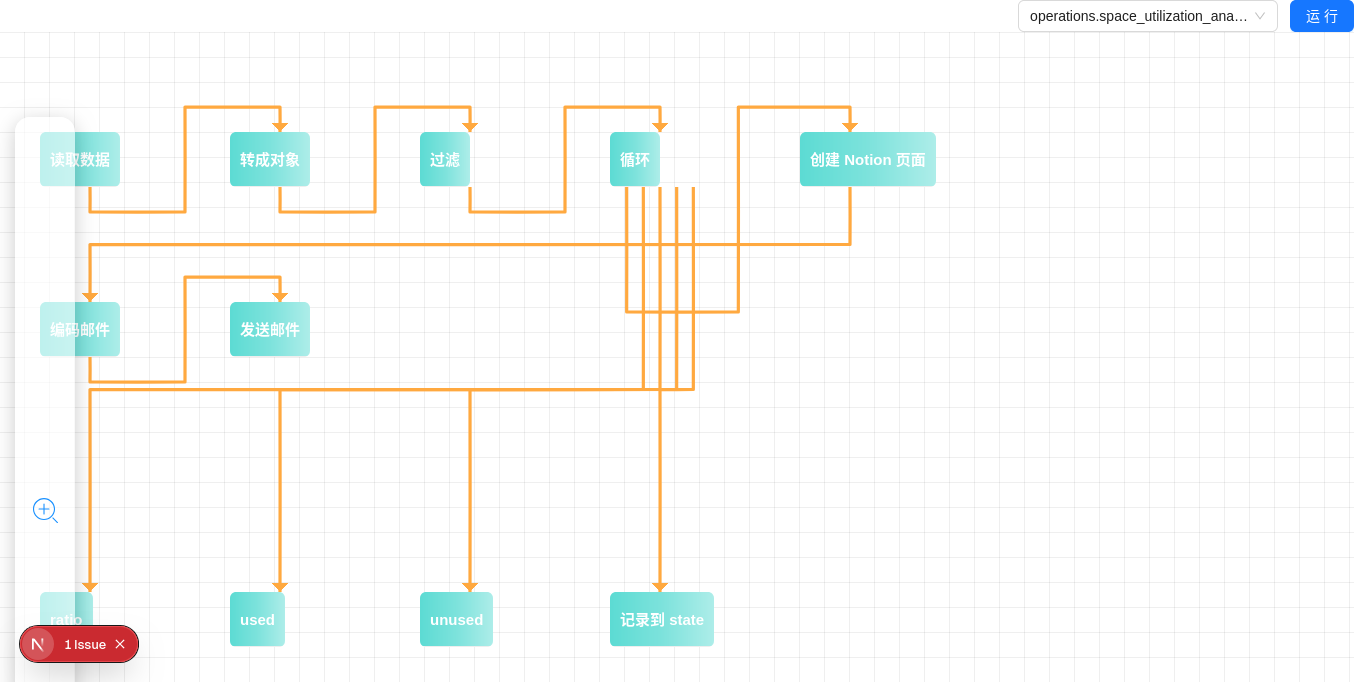 operations.space_utilization_ana…
运 行
读取数据
转成对象
过滤
循环
创建 Notion 页面
编码邮件
发送邮件
ratio
used
unused
记录到 state
N
1 Issue